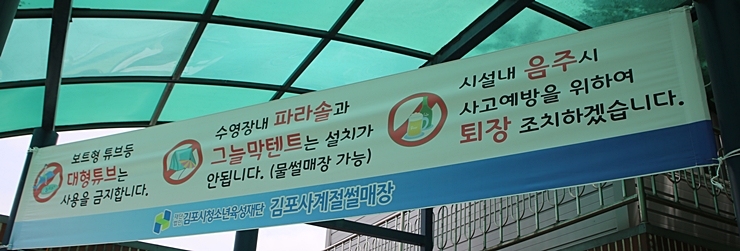 보트형 튜브등
대형튜브는
사용을 금지합니다.
수영장내 파라솔과
그늘막텐트는 설치가
안됩니다. (물썰매장 가능)
시설내 음주시
사고예방을 위하여
퇴장 조치하겠습니다.
재단법인 김포시청소년육성재단 김포사계절썰매장